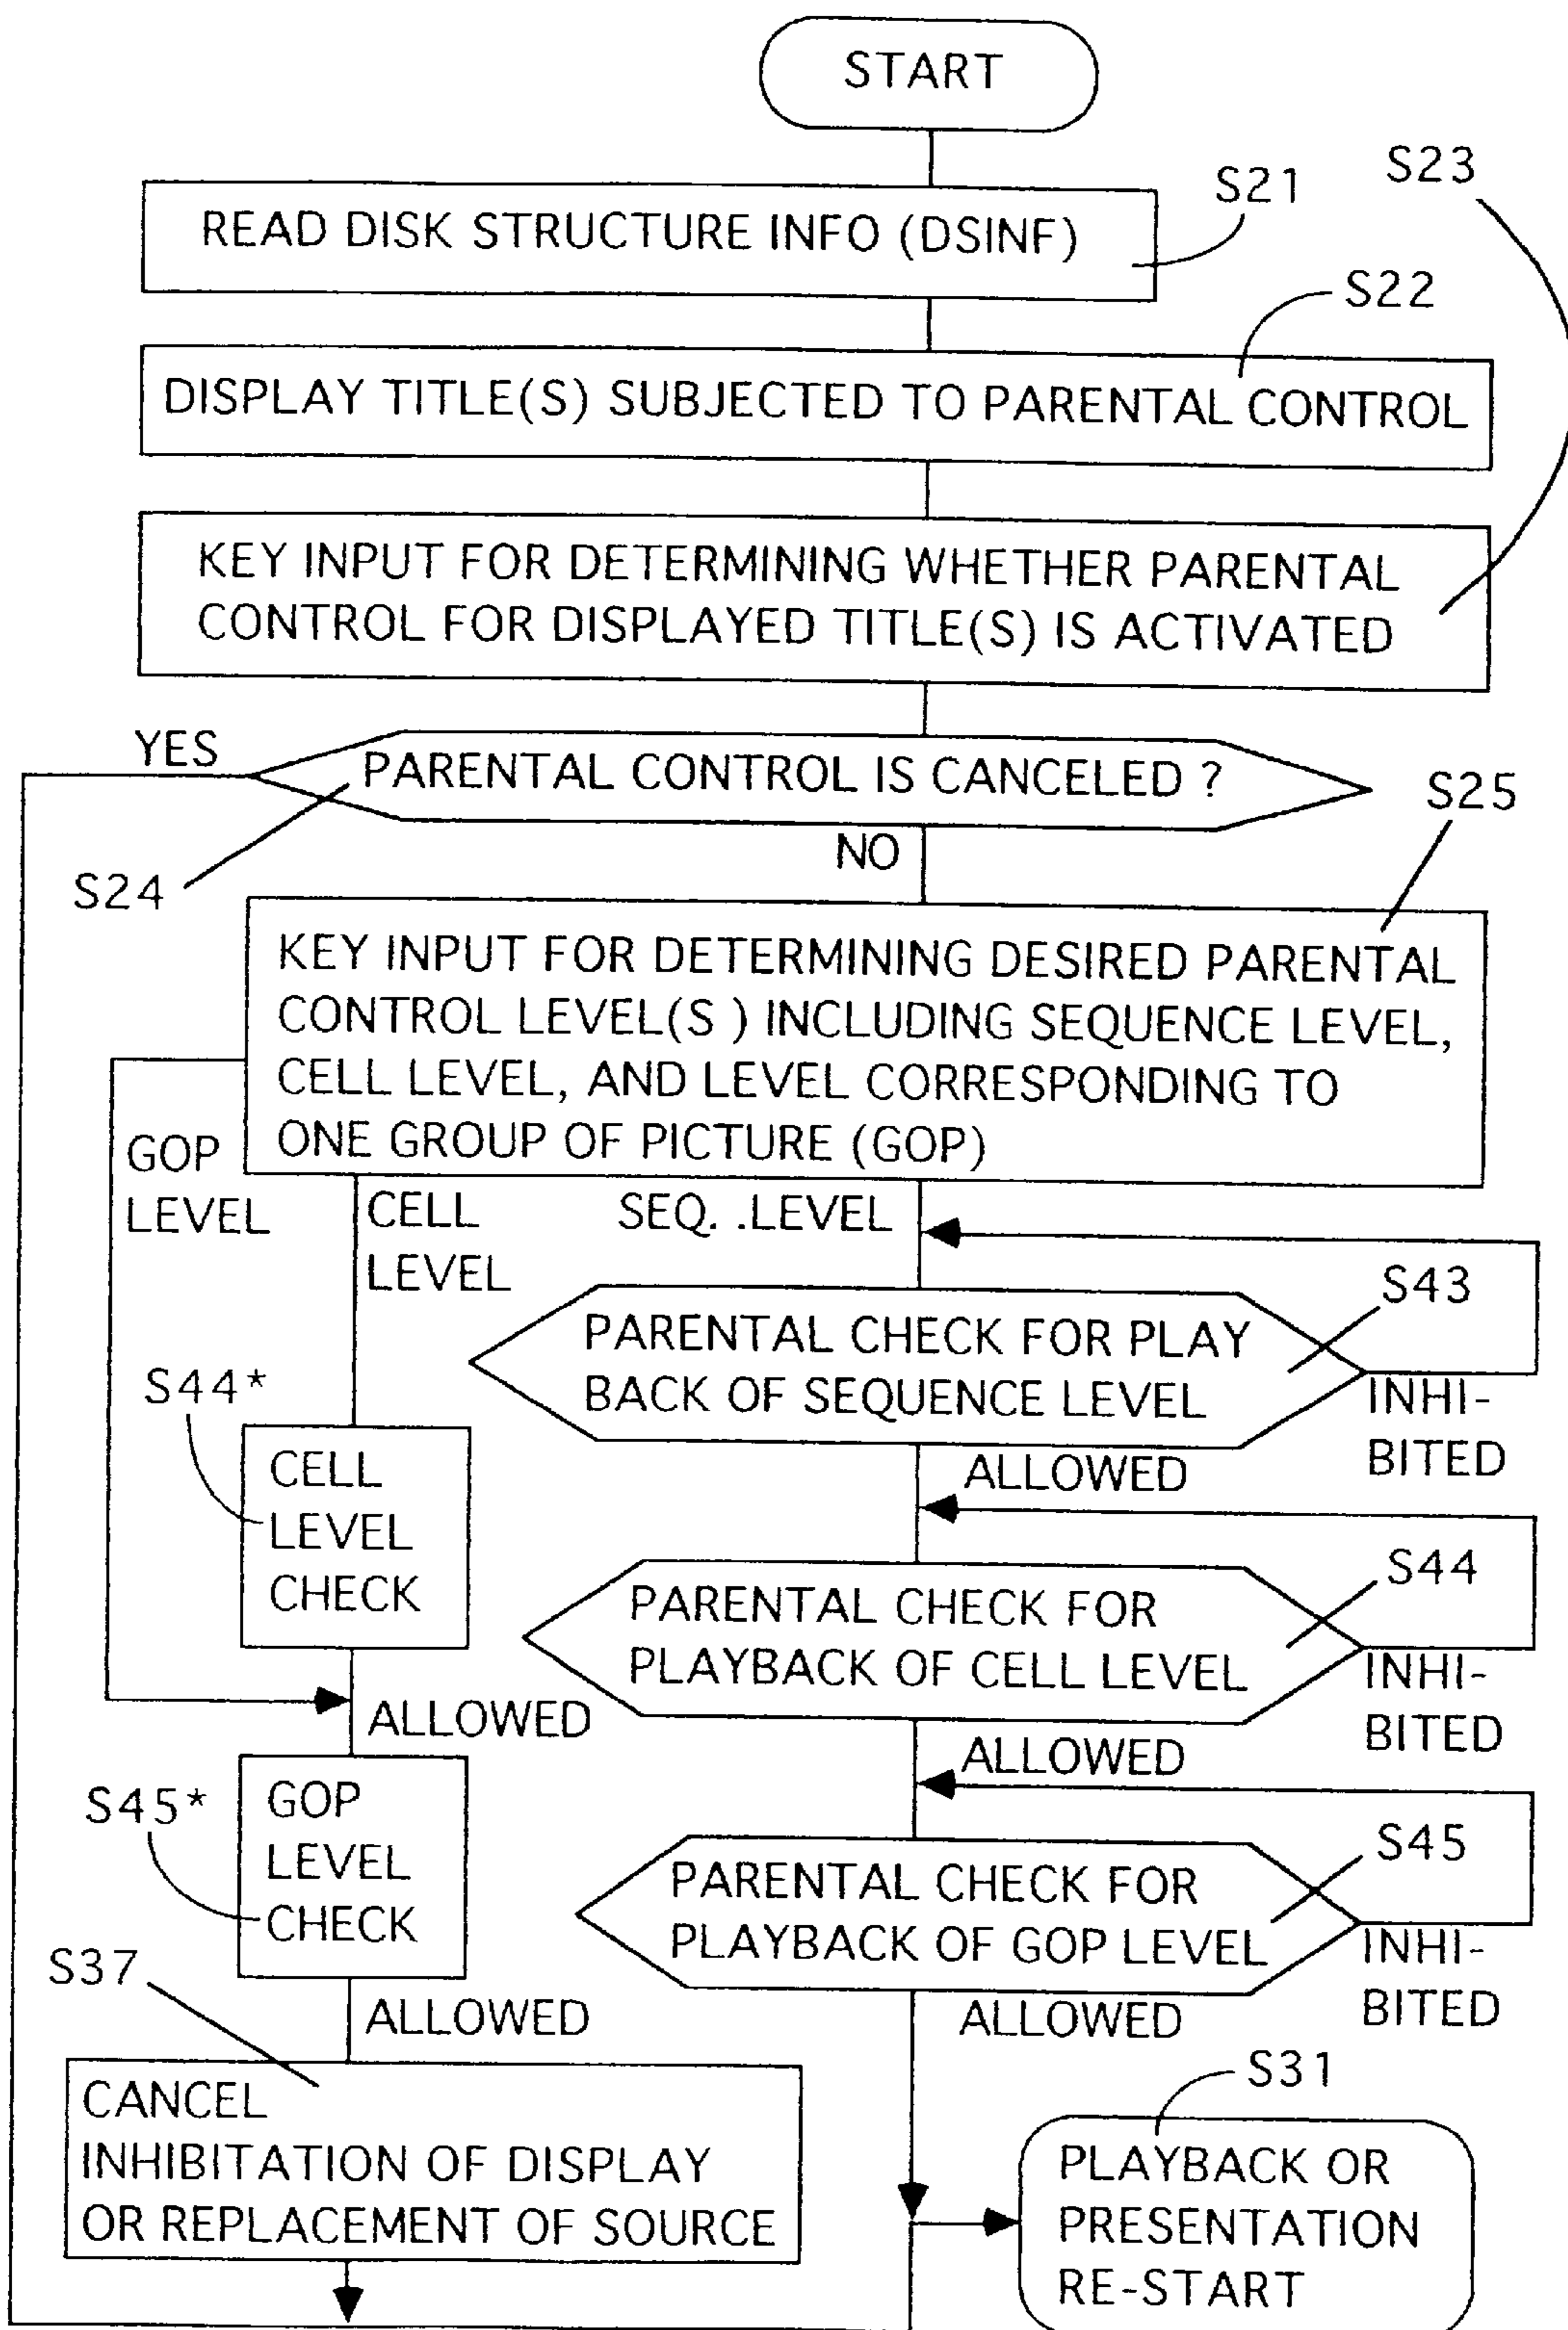 START
S23
S21
READ DISK STRUCTURE INFO (DSINF)
S22
DISPLAY TITLE(S) SUBJECTED TO PARENTAL CONTROL
KEY INPUT FOR DETERMINING WHETHER PARENTAL
CONTROL FOR DISPLAYED TITLE(S) IS ACTIVATED
YES
PARENTAL CONTROL IS CANCELED ?
S25
NO
S24
KEY INPUT FOR DETERMINING DESIRED PARENTAL
CONTROL LEVEL(S ) INCLUDING SEQUENCE LEVEL,
CELL LEVEL, AND LEVEL CORRESPONDING TO
ONE GROUP OF PICTURE (GOP)
GOP
LEVEL
CELL
LEVEL
SEQ. .LEVEL
S43
PARENTAL CHECK FOR PLAY
BACK OF SEQUENCE LEVEL
INHI-
BITED
ALLOWED
S44*
CELL
LEVEL
CHECK
S44
PARENTAL CHECK FOR
PLAYBACK OF CELL LEVEL
INHI-
BITED
ALLOWED
ALLOWED
S45*
GOP
LEVEL
CHECK
S45
PARENTAL CHECK FOR
PLAYBACK OF GOP LEVEL
INHI-
BITED
S37
ALLOWED
ALLOWED
CANCEL
INHIBITATION OF DISPLAY
OR REPLACEMENT OF SOURCE
S31
PLAYBACK OR
PRESENTATION
RE-START